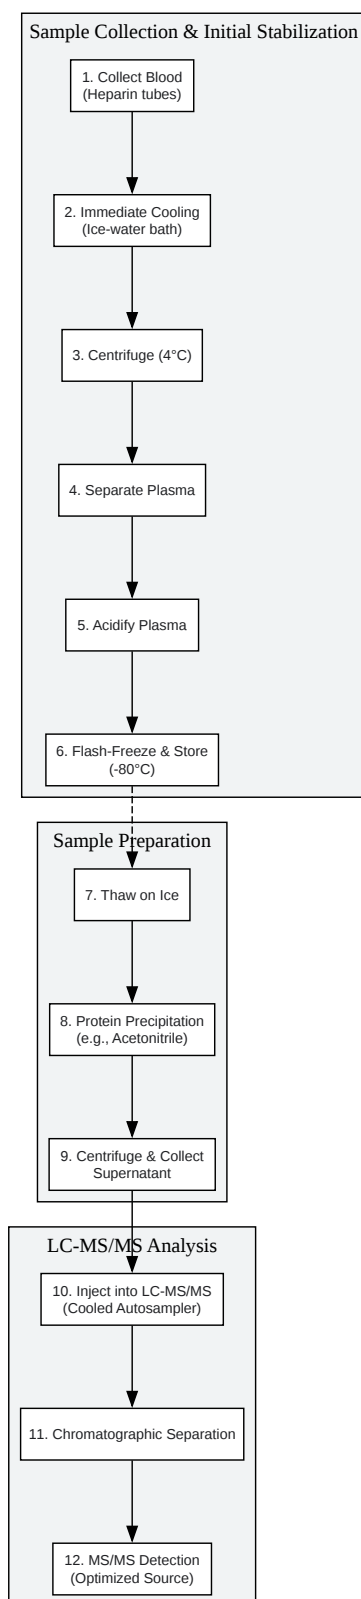 Sample Collection & Initial Stabilization
1. Collect Blood
(Heparin tubes)
2. Immediate Cooling
(Ice-water bath)
3. Centrifuge (4°C)
4. Separate Plasma
5. Acidify Plasma
6. Flash-Freeze & Store
(-80°C)
Sample Preparation
7. Thaw on Ice
8. Protein Precipitation
(e.g., Acetonitrile)
9. Centrifuge & Collect
Supernatant
LC-MS/MS Analysis
10. Inject into LC-MS/MS
(Cooled Autosampler)
11. Chromatographic Separation
12. MS/MS Detection
(Optimized Source)